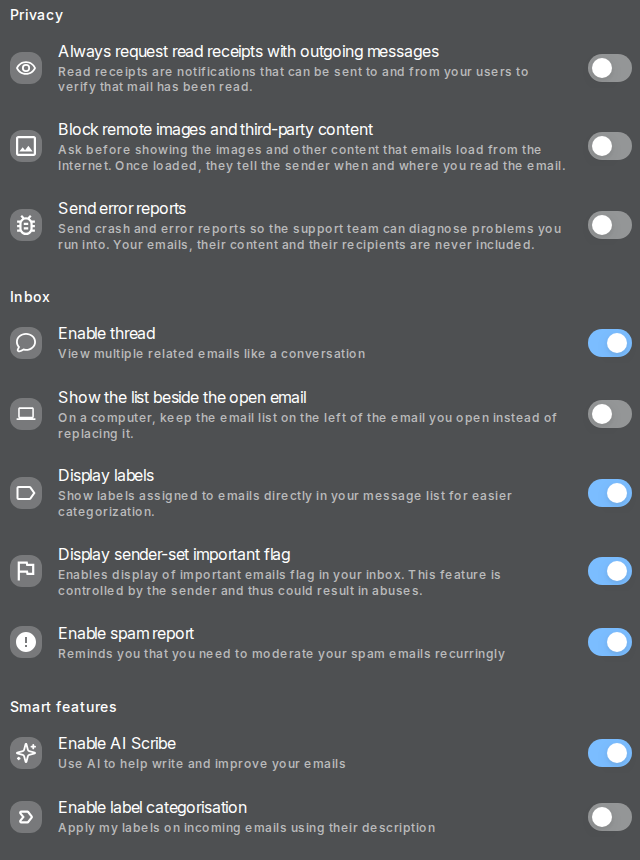 Privacy
Always request read receipts with outgoing messages
Read receipts are notifications that can be sent to and from your users to
verify that mail has been read.
Block remote images and third-party content
Ask before showing the images and other content that emails load from the
Internet. Once loaded, they tell the sender when and where you read the email.
Send error reports
Send crash and error reports so the support team can diagnose problems you
run into. Your emails, their content and their recipients are never included.
Inbox
Enable thread
View multiple related emails like a conversation
Show the list beside the open email
On a computer, keep the email list on the left of the email you open instead of
replacing it.
Display labels
Show labels assigned to emails directly in your message list for easier
categorization.
Display sender-set important flag
Enables display of important emails flag in your inbox. This feature is
controlled by the sender and thus could result in abuses.
Enable spam report
Reminds you that you need to moderate your spam emails recurringly
Smart features
Enable AI Scribe
Use AI to help write and improve your emails
Enable label categorisation
Apply my labels on incoming emails using their description